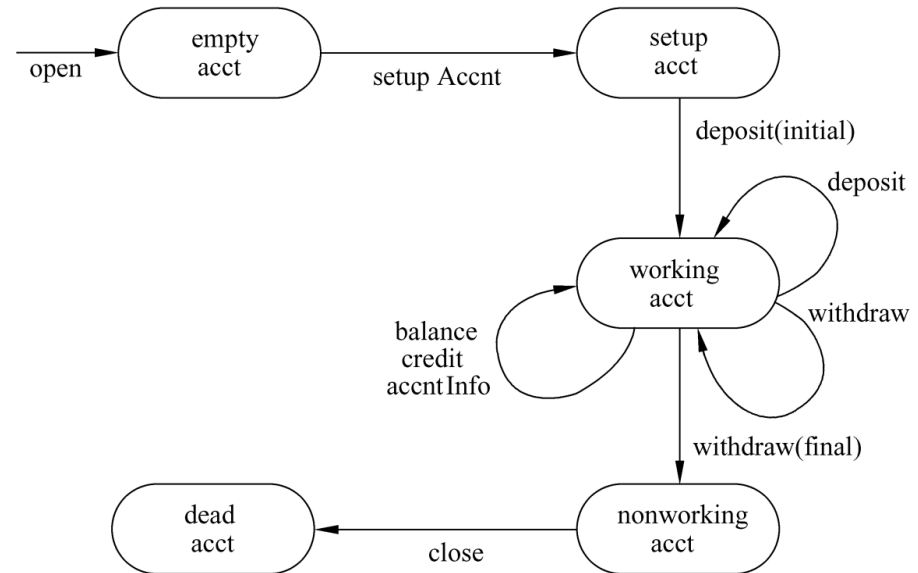 empty
acct
setup
acct
open
setup Accnt
deposit(initial)
deposit
working
acct
withdraw
balance
credit
accntInfo
withdraw(final)
dead
acct
nonworking
acct
close